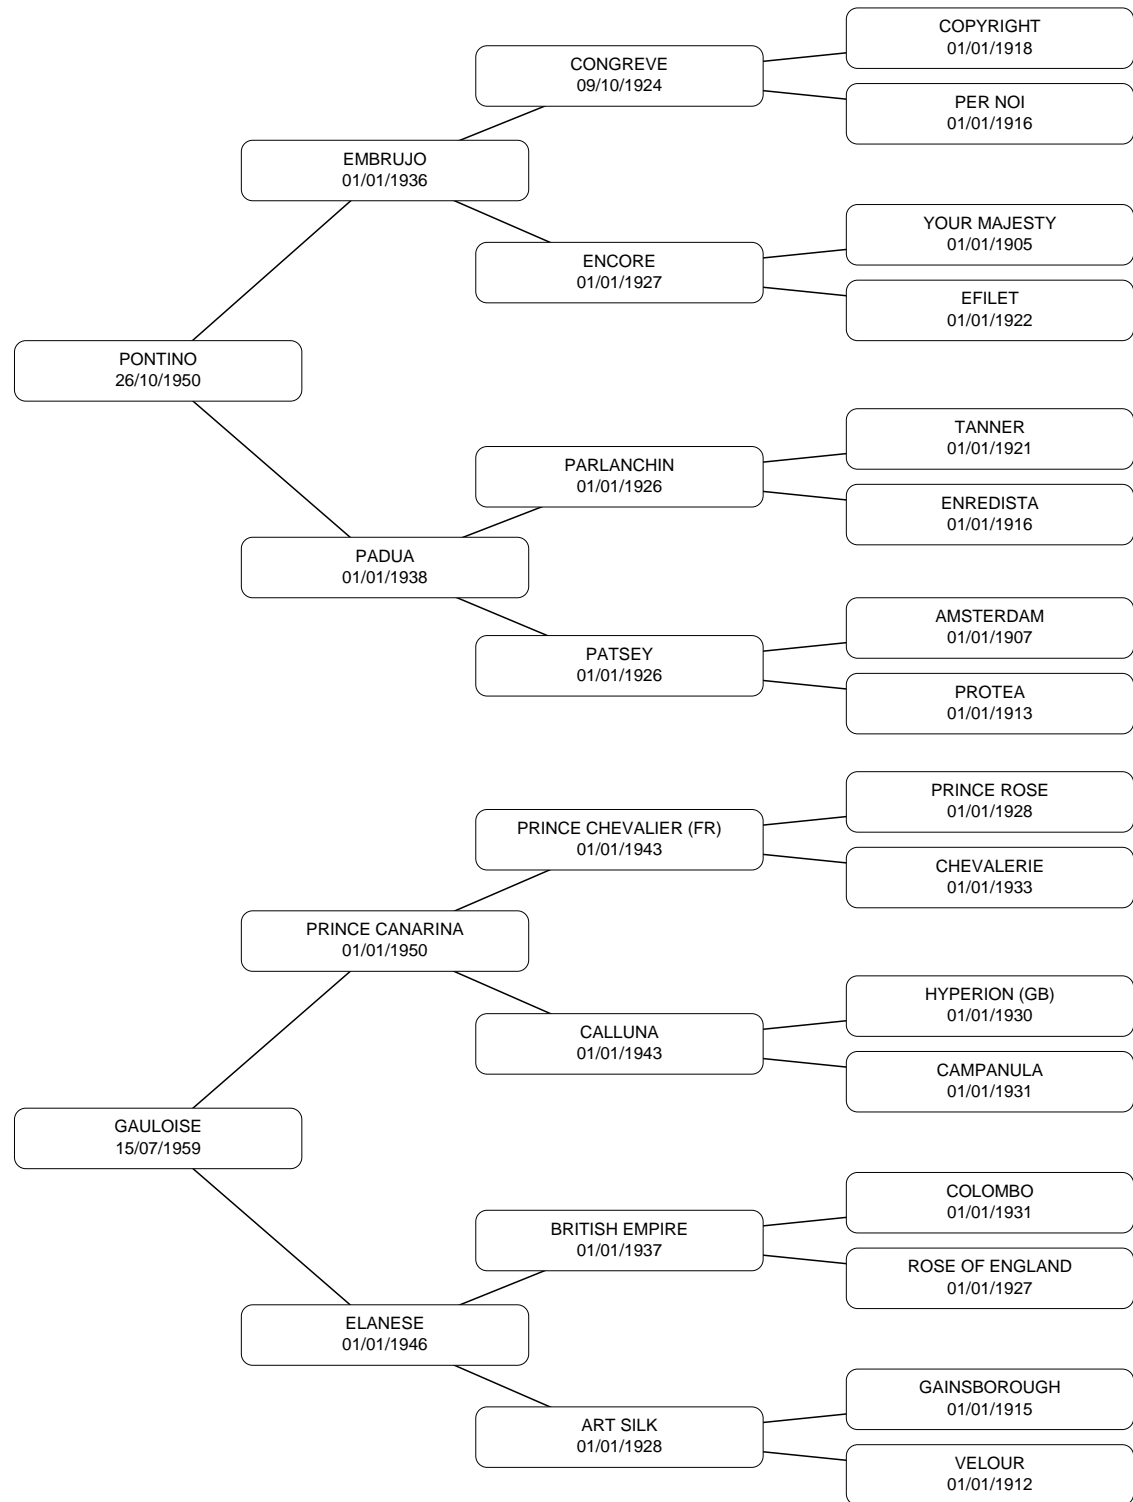 COPYRIGHT
01/01/1918
CONGREVE
09/10/1924
PER NOI
01/01/1916
EMBRUJO
01/01/1936
YOUR MAJESTY
01/01/1905
ENCORE
01/01/1927
EFILET
01/01/1922
PONTINO
26/10/1950
TANNER
01/01/1921
PARLANCHIN
01/01/1926
ENREDISTA
01/01/1916
PADUA
01/01/1938
AMSTERDAM
01/01/1907
PATSEY
01/01/1926
PROTEA
01/01/1913
PRINCE ROSE
01/01/1928
PRINCE CHEVALIER (FR)
01/01/1943
CHEVALERIE
01/01/1933
PRINCE CANARINA
01/01/1950
HYPERION (GB)
01/01/1930
CALLUNA
01/01/1943
CAMPANULA
01/01/1931
GAULOISE
15/07/1959
COLOMBO
01/01/1931
BRITISH EMPIRE
01/01/1937
ROSE OF ENGLAND
01/01/1927
ELANESE
01/01/1946
GAINSBOROUGH
01/01/1915
ART SILK
01/01/1928
VELOUR
01/01/1912